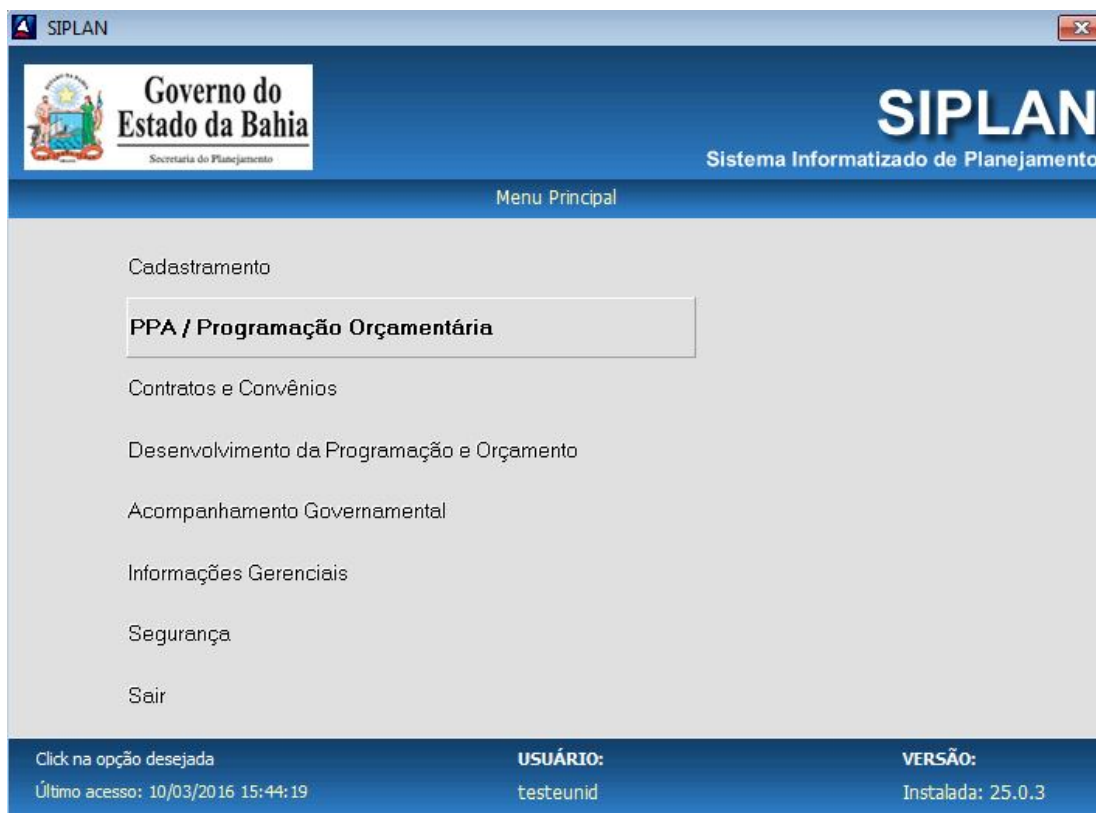 SIPLAN
Governo do
Estado da Bahia
Secretaria do Planejamento
SIPLAN
Sistema Informatizado de Planejamento
Menu Principal
Cadastramento
PPA / Programação Orçamentária
Contratos e Convênios
Desenvolvimento da Programação e Orçamento
Acompanhamento Governamental
Informações Gerenciais
Segurança
Sair
Click na opção desejada
USUÁRIO:
VERSÃO:
Último acesso: 10/03/2016 15:44:19
testeunid
Instalada: 25.0.3